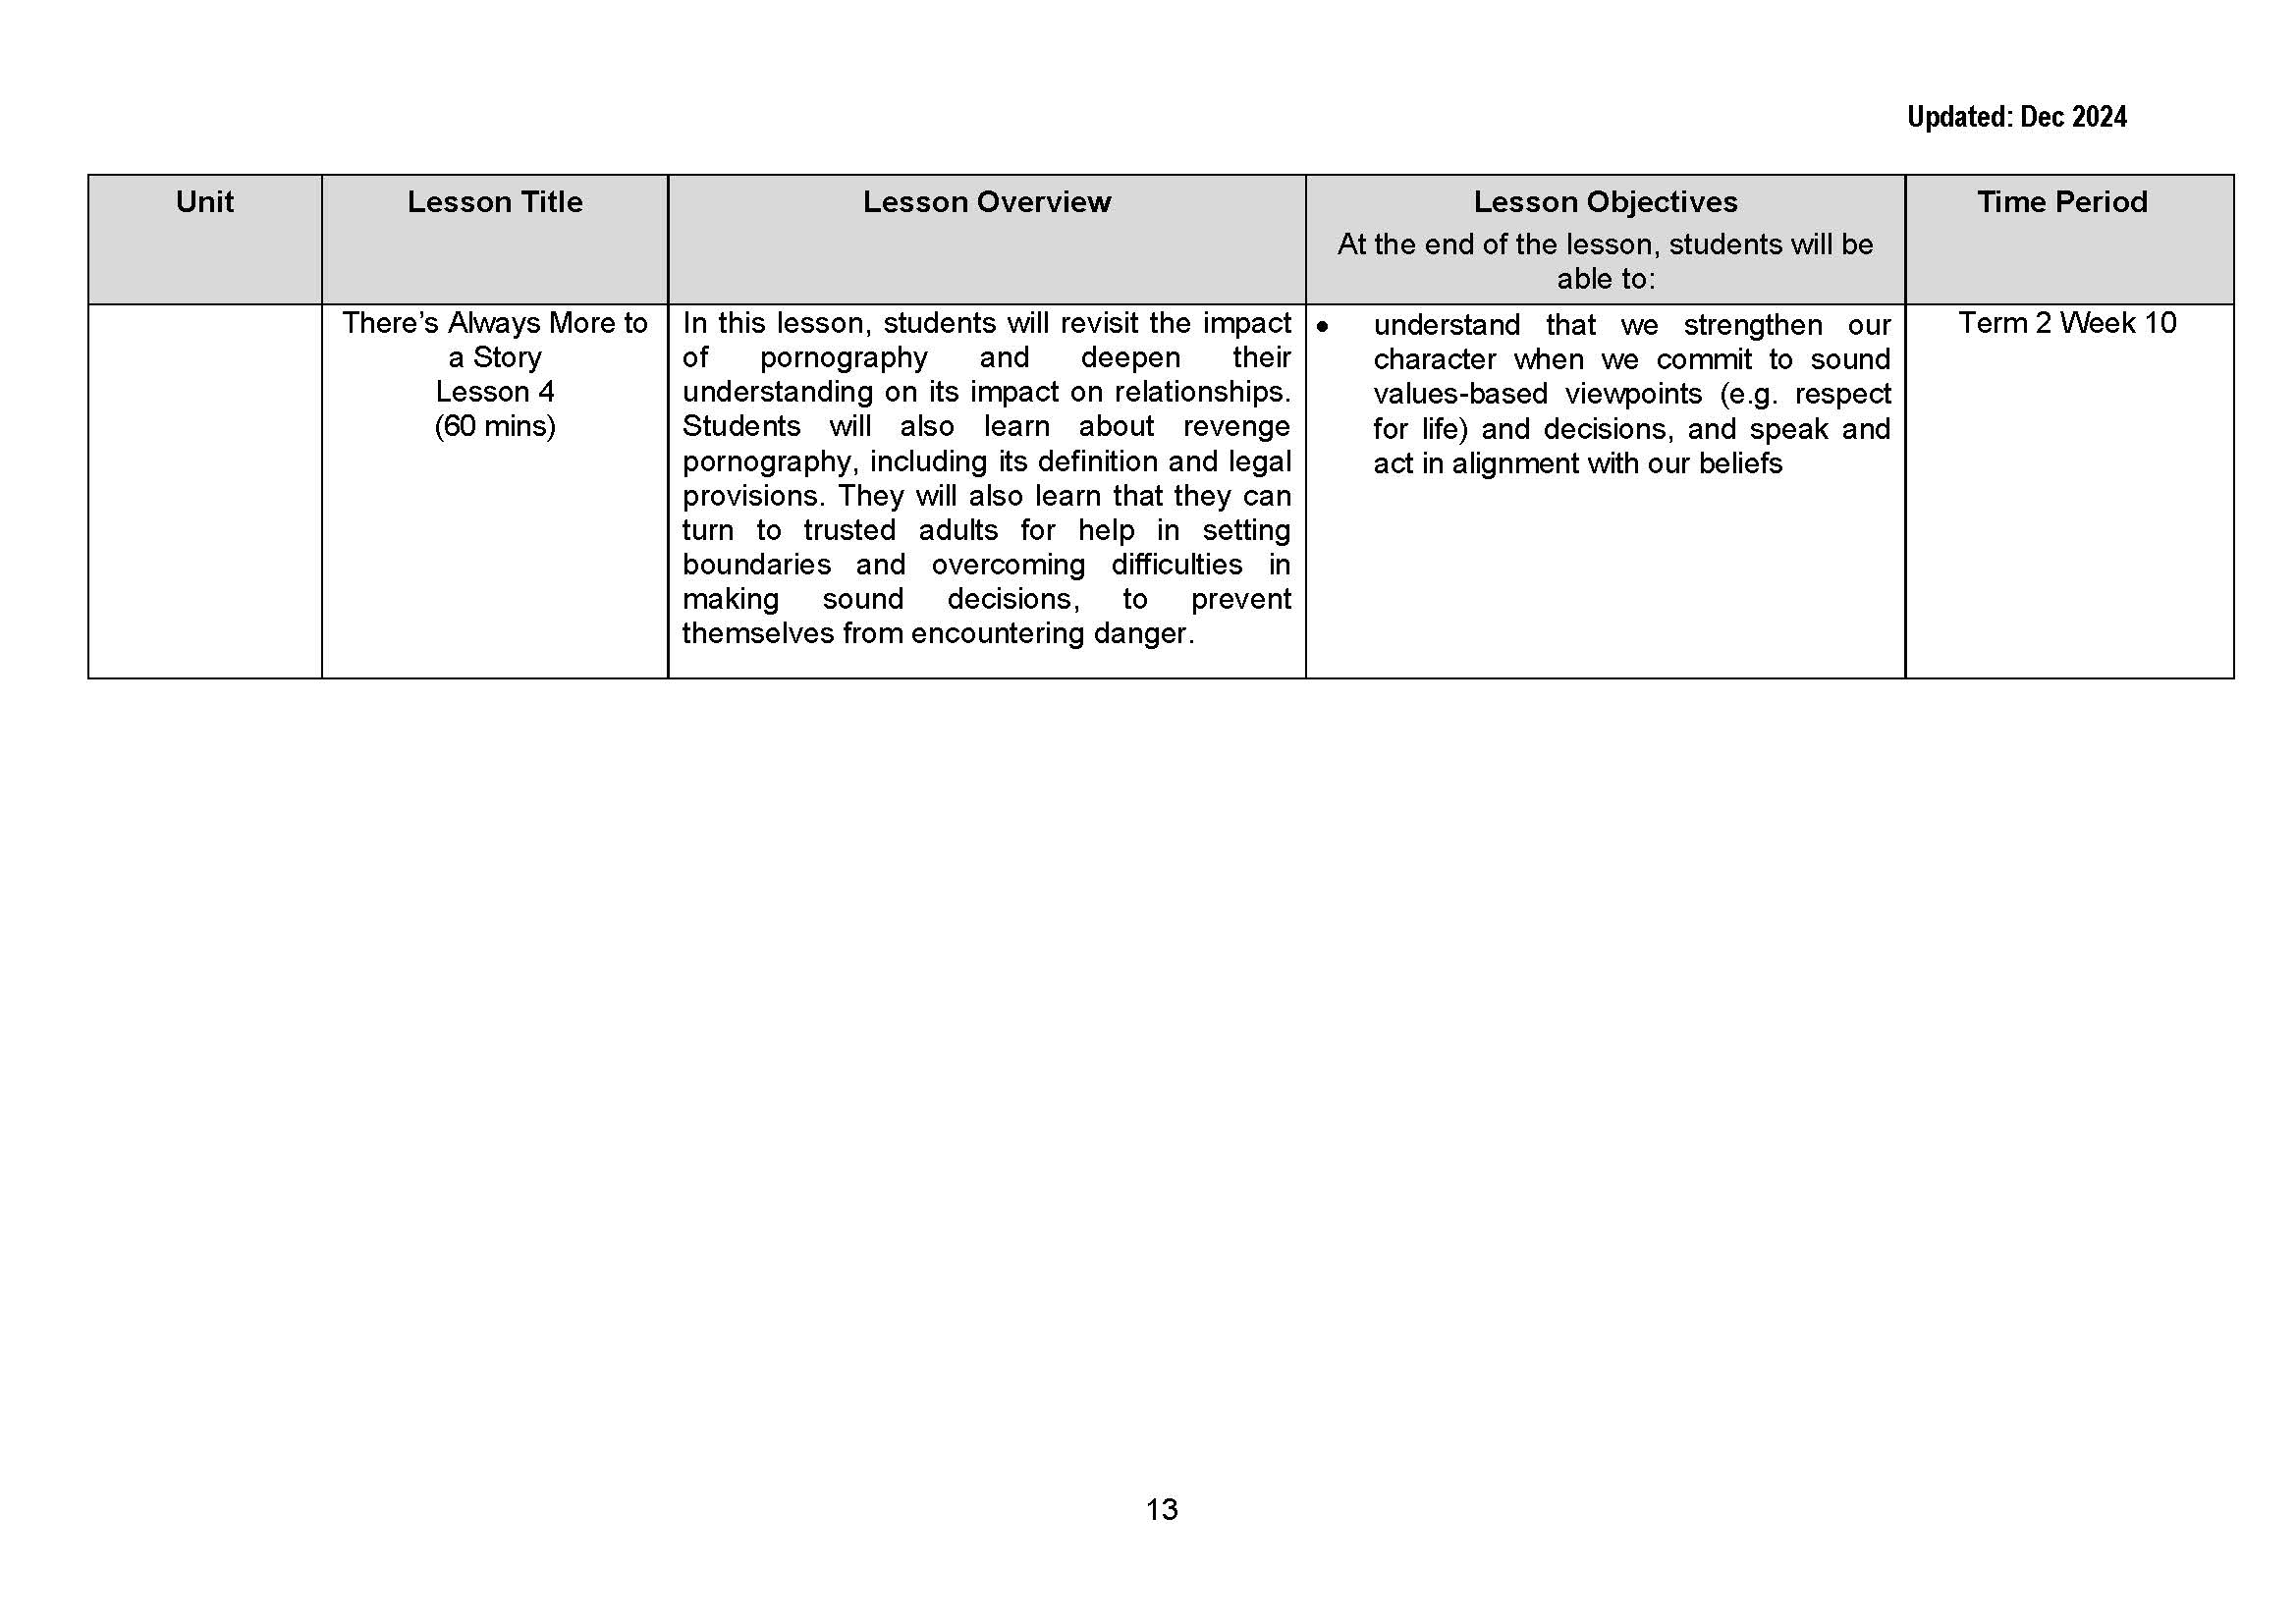 Updated: Dec 2024
Unit
Lesson Title
Lesson Overview
Lesson Objectives
At the end of the lesson, students will be
able to:
Time Period
There’s Always More to
a Story
Lesson 4
(60 mins)
In this lesson, students will revisit the impact
of pornography and deepen their
understanding on its impact on relationships.
Students will also learn about revenge
pornography, including its definition and legal
provisions. They will also learn that they can
turn to trusted adults for help in setting
boundaries and overcoming difficulties in
making sound decisions, to prevent
themselves from encountering danger.
• understand that we strengthen our
character when we commit to sound
values-based viewpoints (e.g. respect
for life) and decisions, and speak and
act in alignment with our beliefs
Term 2 Week 10
13